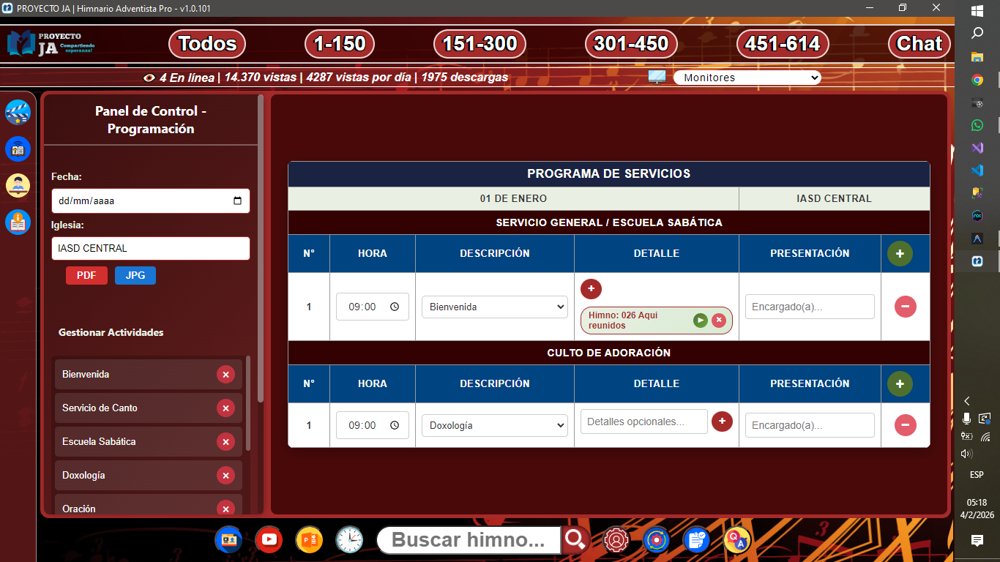 PROYECTO JA | Himnario Adventista Pro - v1.0.101
PROYECTO
JA Compartiendo
esperanza!
Todos
1-150
151-300
301-450
451-614
Chat
4 En línea | 14.370 vistas | 4287 vistas por dia | 1975 descargas
Monitores
Panel de Control -
Programación
Fecha:
dd/mm/aaaa
Iglesia:
IASD CENTRAL
PDF
JPG
Gestionar Actividades
Bienvenida
Servicio de Canto
Escuela Sabática
Doxología
Oración
PROGRAMA DE SERVICIOS
01 DE ENERO
IASD CENTRAL
SERVICIO GENERAL / ESCUELA SABÁTICA
N°
HORA
DESCRIPCIÓN
DETALLE
PRESENTACIÓN
+
1
09:00
Bienvenida
+
Himno: 026 Aqui
reunidos
Encargado(a)...
CULTO DE ADORACIÓN
N°
HORA
DESCRIPCIÓN
DETALLE
PRESENTACIÓN
+
1
09:00
Doxología
Detalles opcionales...
+
Encargado(a)...
Buscar himno...
Q
A
ESP
05:18
4/2/2026